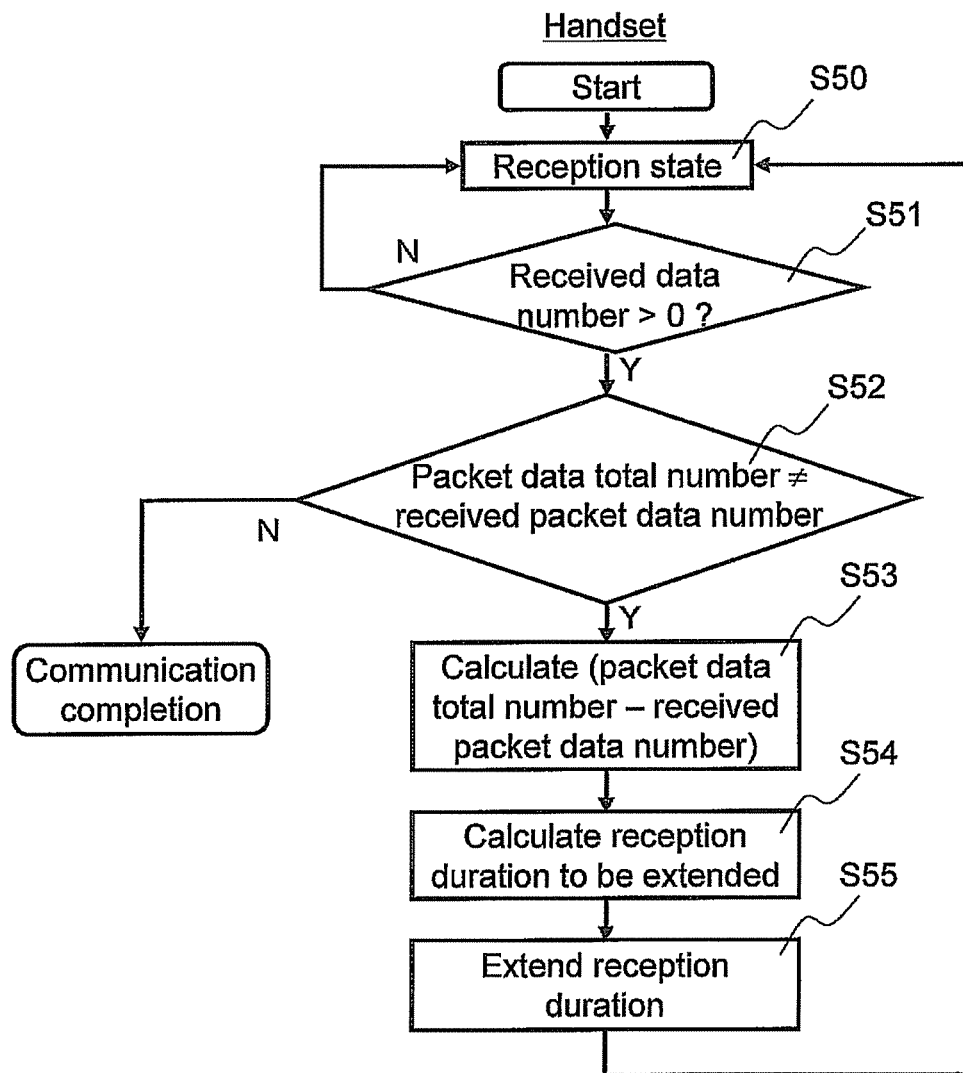 Handset
Start
S50
Reception state
S51
N
Received data
number > 0 ?
Y
S52
Packet data total number ≠
received packet data number
N
S53
Y
Communication
completion
Calculate (packet data
total number – received
packet data number)
S54
Calculate reception
duration to be extended
S55
Extend reception
duration